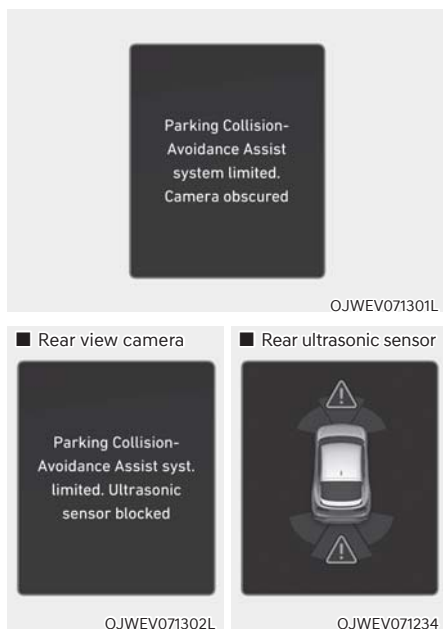 Parking Collision-
Avoidance Assist
system limited.
Camera obscured
OJWEV071301L
■ Rear view camera
Parking Collision-
Avoidance Assist syst.
limited. Ultrasonic
sensor blocked
OJWEV071302L
■ Rear ultrasonic sensor
OJWEV071234